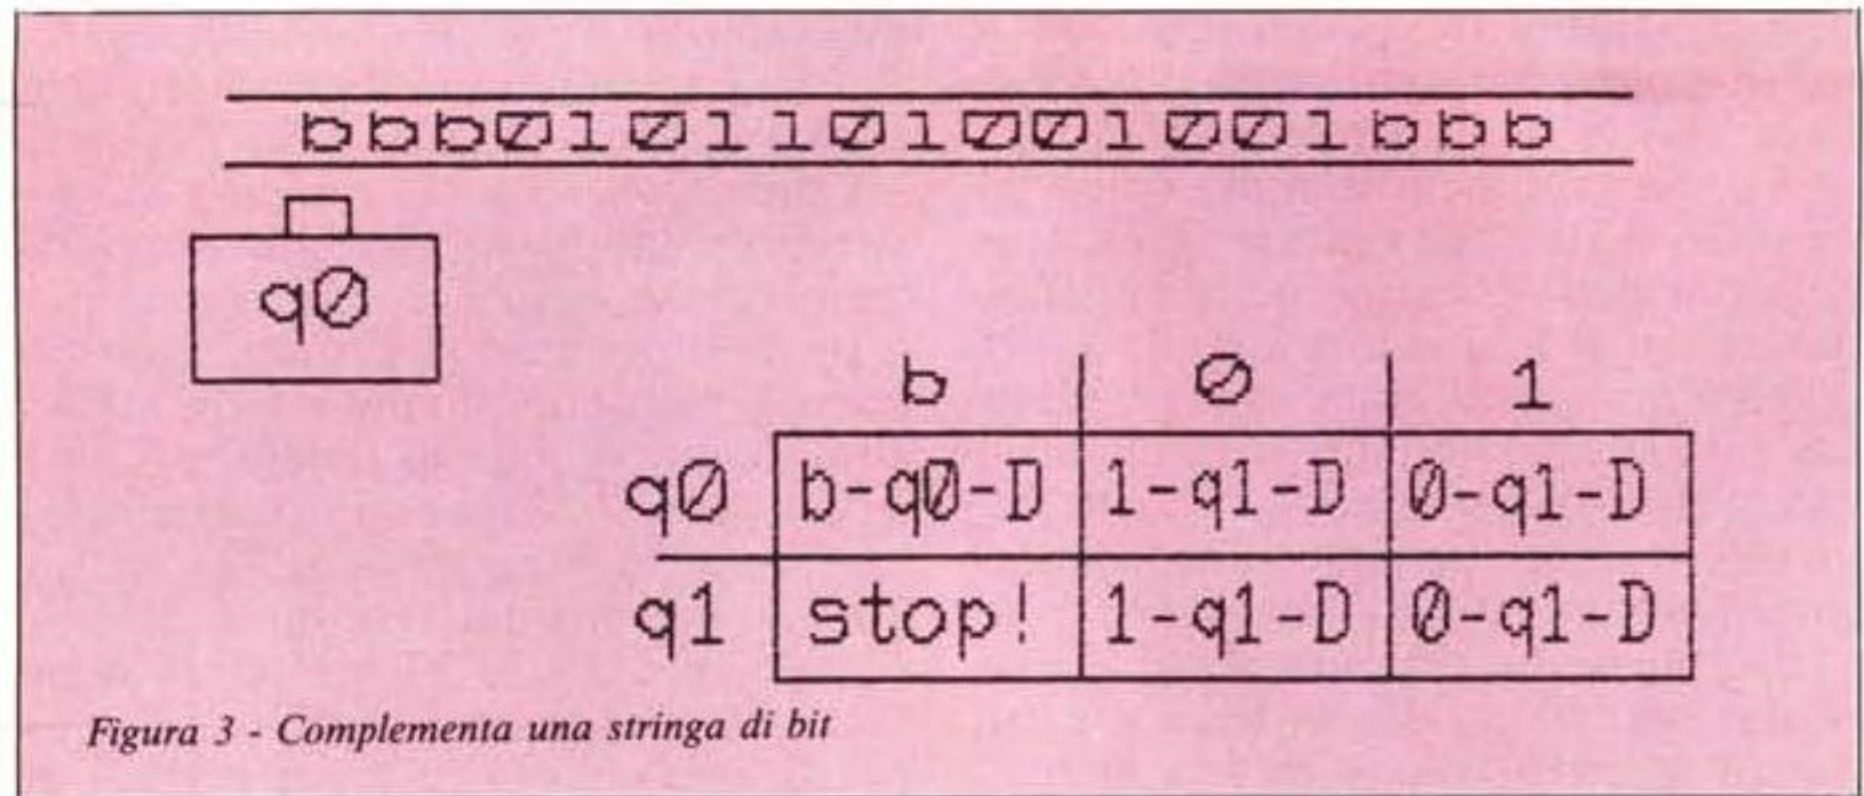 bbb0101101001001bbb
q0
b 0 1
q0 b-q0-D 1-q1-D 0-q1-D
q1 stop! 1-q1-D 0-q1-D
Figura 3 - Complementa una stringa di bit